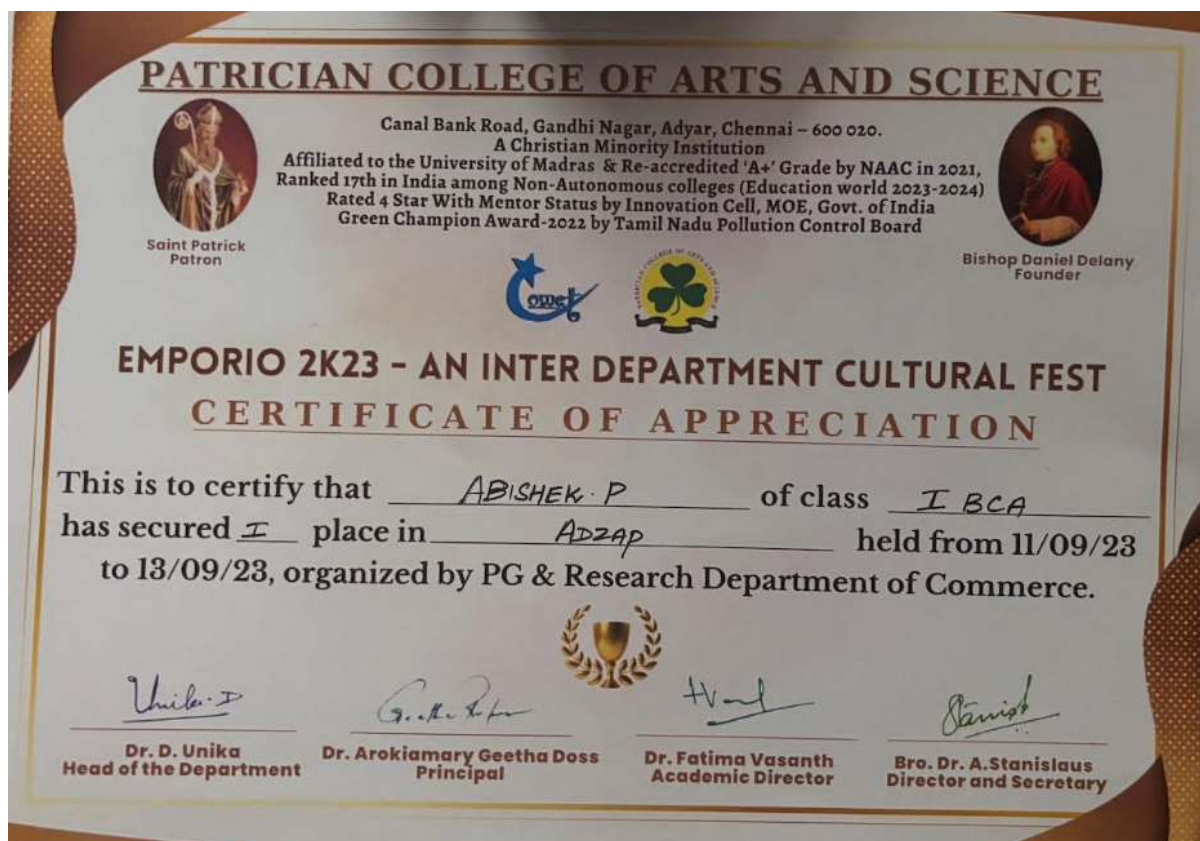 PATRICIAN COLLEGE OF ARTS AND SCIENCE
Canal Bank Road, Gandhi Nagar, Adyar, Chennai – 600 020.
A Christian Minority Institution
Affiliated to the University of Madras & Re-accredited 'A+' Grade by NAAC in 2021,
Ranked 17th in India among Non-Autonomous colleges (Education world 2023-2024)
Rated 4 Star With Mentor Status by Innovation Cell, MOE, Govt. of India
Green Champion Award-2022 by Tamil Nadu Pollution Control Board
Saint Patrick
Patron
Bishop Daniel Delany
Founder
Comet
PATRICIAN COLLEGE OF ARTS AND SCIENCE
EMPORIO 2K23 – AN INTER DEPARTMENT CULTURAL FEST
CERTIFICATE OF APPRECIATION
This is to certify that ABISHEK. P of class I BCA
has secured I place in ADZAP held from 11/09/23
to 13/09/23, organized by PG & Research Department of Commerce.
Unika. D
Dr. D. Unika
Head of the Department
Dr. Arokiamary Geetha Doss
Principal
Dr. Fatima Vasanth
Academic Director
Bro. Dr. A.Stanislaus
Director and Secretary